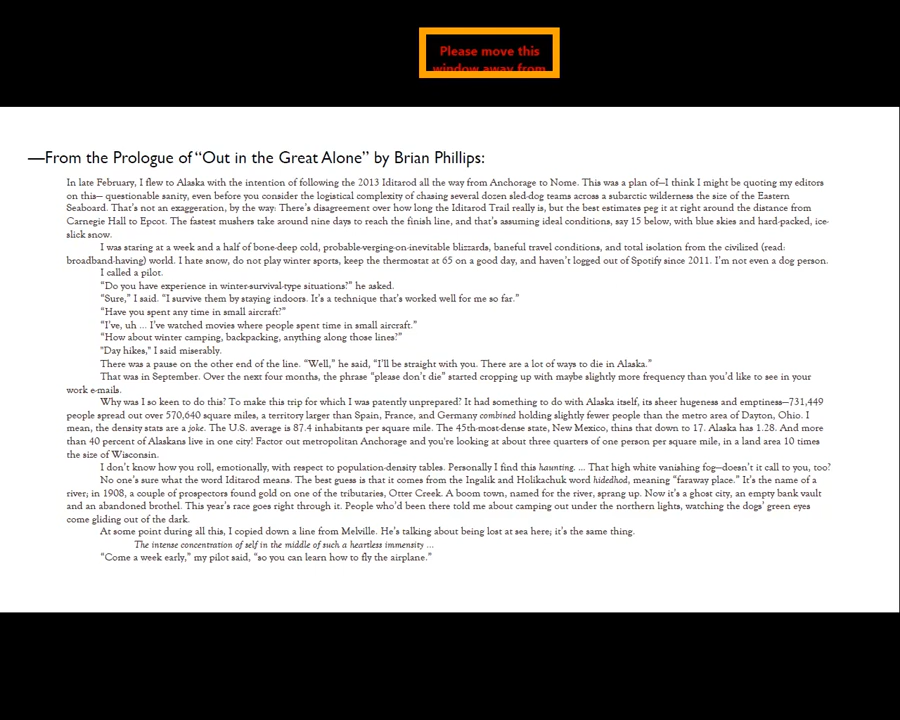 Please move this
window away from
—From the Prologue of “Out in the Great Alone” by Brian Phillips:
In late February, I flew to Alaska with the intention of following the 2013 Iditarod all the way from Anchorage to Nome. This was a plan of—I think I might be quoting my editors
on this— questionable sanity, even before you consider the logistical complexity of chasing several dozen sled-dog teams across a subarctic wilderness the size of the Eastern
Seaboard. That’s not an exaggeration, by the way: There’s disagreement over how long the Iditarod Trail really is, but the best estimates peg it at right around the distance from
Carnegie Hall to Epcot. The fastest mushers take around nine days to reach the finish line, and that’s assuming ideal conditions, say 15 below, with blue skies and hard-packed, ice-
slick snow.
I was staring at a week and a half of bone-deep cold, probable-verging-on-inevitable blizzards, baneful travel conditions, and total isolation from the civilized (read:
broadband-having) world. I hate snow, do not play winter sports, keep the thermostat at 65 on a good day, and haven’t logged out of Spotify since 2011. I’m not even a dog person.
I called a pilot.
“Do you have experience in winter-survival-type situations?” he asked.
“Sure,” I said. “I survive them by staying indoors. It’s a technique that’s worked well for me so far.”
“Have you spent any time in small aircraft?”
“I’ve, uh ... I’ve watched movies where people spent time in small aircraft.”
“How about winter camping, backpacking, anything along those lines?”
“Day hikes,” I said miserably.
There was a pause on the other end of the line. “Well,” he said, “I’ll be straight with you. There are a lot of ways to die in Alaska.”
That was in September. Over the next four months, the phrase “please don’t die” started cropping up with maybe slightly more frequency than you’d like to see in your
work e-mails.
Why was I so keen to do this? To make this trip for which I was patently unprepared? It had something to do with Alaska itself, its sheer hugeness and emptiness—731,449
people spread out over 570,640 square miles, a territory larger than Spain, France, and Germany combined holding slightly fewer people than the metro area of Dayton, Ohio. I
mean, the density stats are a joke. The U.S. average is 87.4 inhabitants per square mile. The 45th-most-dense state, New Mexico, thins that down to 17. Alaska has 1.28. And more
than 40 percent of Alaskans live in one city! Factor out metropolitan Anchorage and you’re looking at about three quarters of one person per square mile, in a land area 10 times
the size of Wisconsin.
I don’t know how you roll, emotionally, with respect to population-density tables. Personally I find this haunting. ... That high white vanishing fog—doesn’t it call to you, too?
No one’s sure what the word Iditarod means. The best guess is that it comes from the Ingalik and Holikachuk word hidedhod, meaning “faraway place.” It’s the name of a
river; in 1908, a couple of prospectors found gold on one of the tributaries, Otter Creek. A boom town, named for the river, sprang up. Now it’s a ghost city, an empty bank vault
and an abandoned brothel. This year’s race goes right through it. People who’d been there told me about camping out under the northern lights, watching the dogs’ green eyes
come gliding out of the dark.
At some point during all this, I copied down a line from Melville. He’s talking about being lost at sea here; it’s the same thing.
The intense concentration of self in the middle of such a heartless immensity ...
“Come a week early,” my pilot said, “so you can learn how to fly the airplane.”